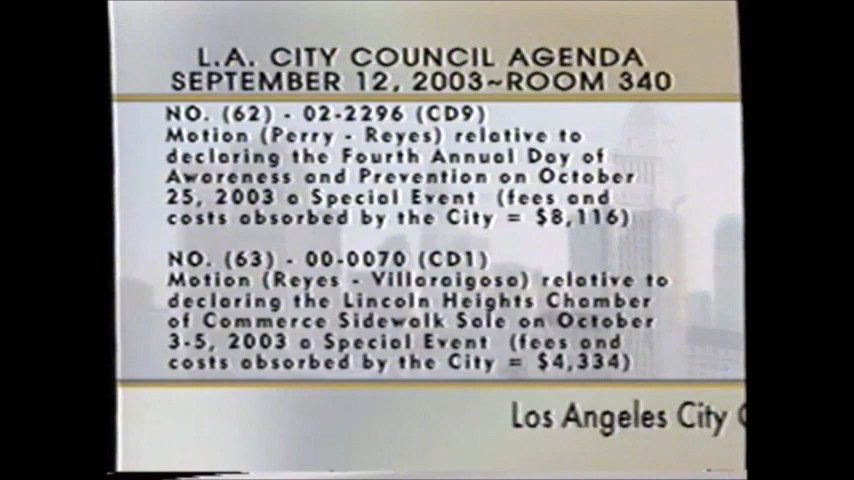 L.A. CITY COUNCIL AGENDA
SEPTEMBER 12, 2003~ROOM 340
NO. (62) - 02-2296 (CD9)
Motion (Perry - Reyes) relative to
declaring the Fourth Annual Day of
Awareness and Prevention on October
25, 2003 a Special Event (fees and
costs absorbed by the City = $8,116)
NO. (63) - 00-0070 (CD1)
Motion (Reyes - Villaraigosa) relative to
declaring the Lincoln Heights Chamber
of Commerce Sidewalk Sale on October
3-5, 2003 a Special Event (fees and
costs absorbed by the City = $4,334)
Los Angeles City